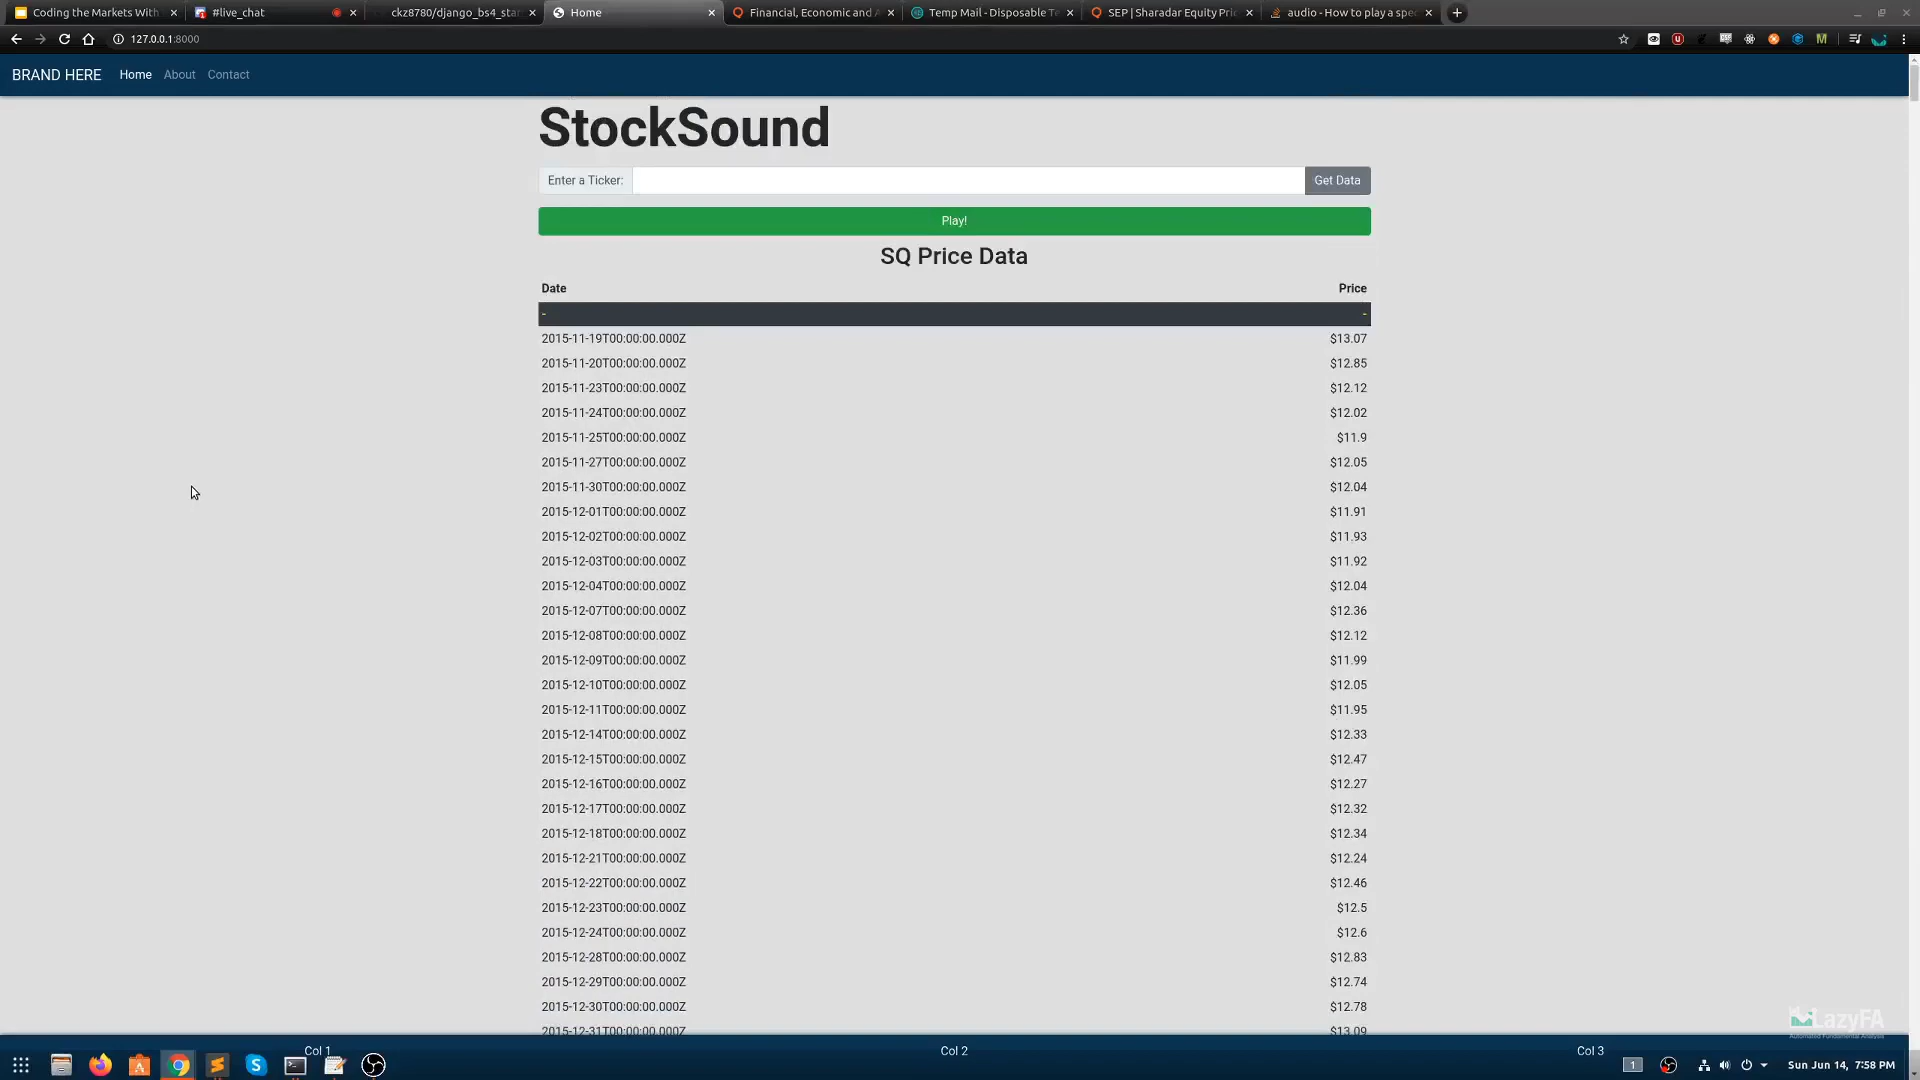 Coding the Markets With
#live_chat
ckz8780/django_bs4_sta
Home
Financial, Economic and A
Temp Mail - Disposable Te
SEP | Sharadar Equity Pri
audio - How to play a spe
127.0.0.1:8000
BRAND HERE Home About Contact
StockSound
Enter a Ticker: Get Data
Play!
SQ Price Data
Date Price
- -
2015-11-19T00:00:00.000Z $13.07
2015-11-20T00:00:00.000Z $12.85
2015-11-23T00:00:00.000Z $12.12
2015-11-24T00:00:00.000Z $12.02
2015-11-25T00:00:00.000Z $11.9
2015-11-27T00:00:00.000Z $12.05
2015-11-30T00:00:00.000Z $12.04
2015-12-01T00:00:00.000Z $11.91
2015-12-02T00:00:00.000Z $11.93
2015-12-03T00:00:00.000Z $11.92
2015-12-04T00:00:00.000Z $12.04
2015-12-07T00:00:00.000Z $12.36
2015-12-08T00:00:00.000Z $12.12
2015-12-09T00:00:00.000Z $11.99
2015-12-10T00:00:00.000Z $12.05
2015-12-11T00:00:00.000Z $11.95
2015-12-14T00:00:00.000Z $12.33
2015-12-15T00:00:00.000Z $12.47
2015-12-16T00:00:00.000Z $12.27
2015-12-17T00:00:00.000Z $12.32
2015-12-18T00:00:00.000Z $12.34
2015-12-21T00:00:00.000Z $12.24
2015-12-22T00:00:00.000Z $12.46
2015-12-23T00:00:00.000Z $12.5
2015-12-24T00:00:00.000Z $12.6
2015-12-28T00:00:00.000Z $12.83
2015-12-29T00:00:00.000Z $12.74
2015-12-30T00:00:00.000Z $12.78
2015-12-31T00:00:00.000Z $13.09
LazyFA
Automated Fundamental Analysis
Col 1 Col 2 Col 3
1 Sun Jun 14, 7:58 PM